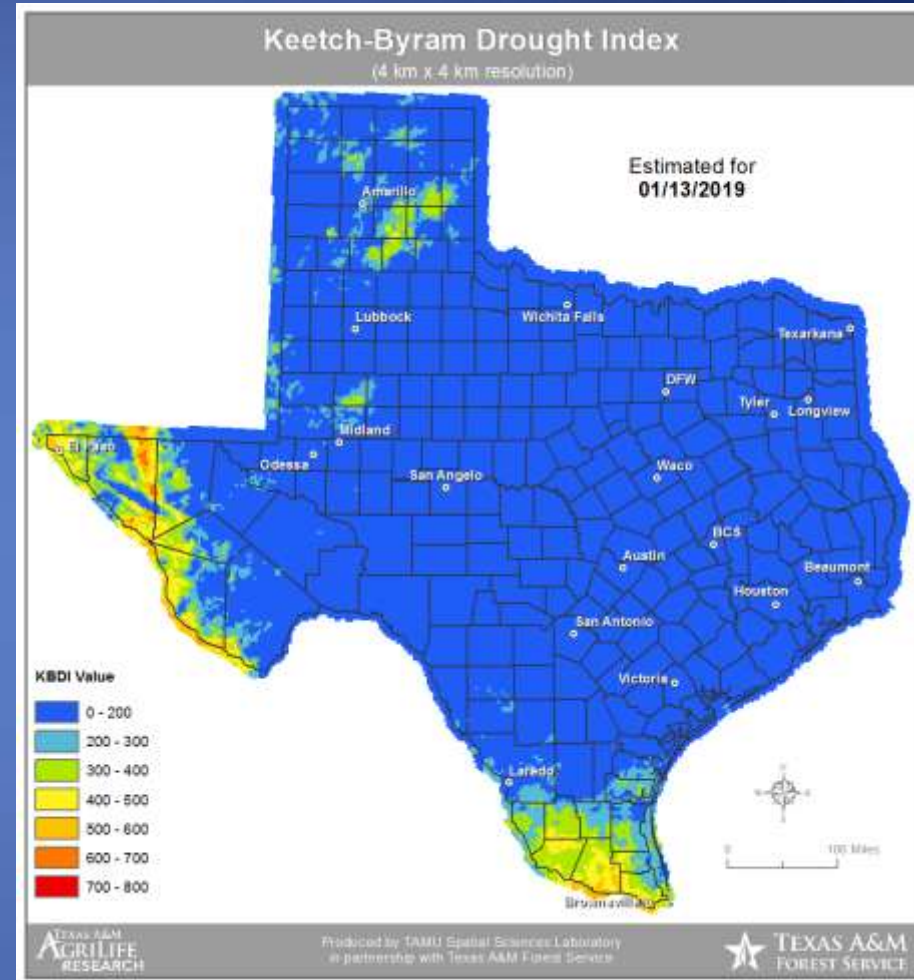 Keetch-Byram Drought Index
(4 km x 4 km resolution)
Estimated for
01/13/2019
Amarillo
Lubbock
Wichita Falls
Texarkana
DFW
Tyler
Longview
El Paso
Midland
Odessa
San Angelo
Waco
BCS
Austin
Beaumont
Houston
San Antonio
Victoria
Laredo
Brownsville
KBDI Value
0 - 200
200 - 300
300 - 400
400 - 500
500 - 600
600 - 700
700 - 800
0
Miles
TEXAS A&M
AGRILIFE
RESEARCH
Produced by TAMU Spatial Sciences Laboratory
in partnership with Texas A&M Forest Service
TEXAS A&M
FOREST SERVICE